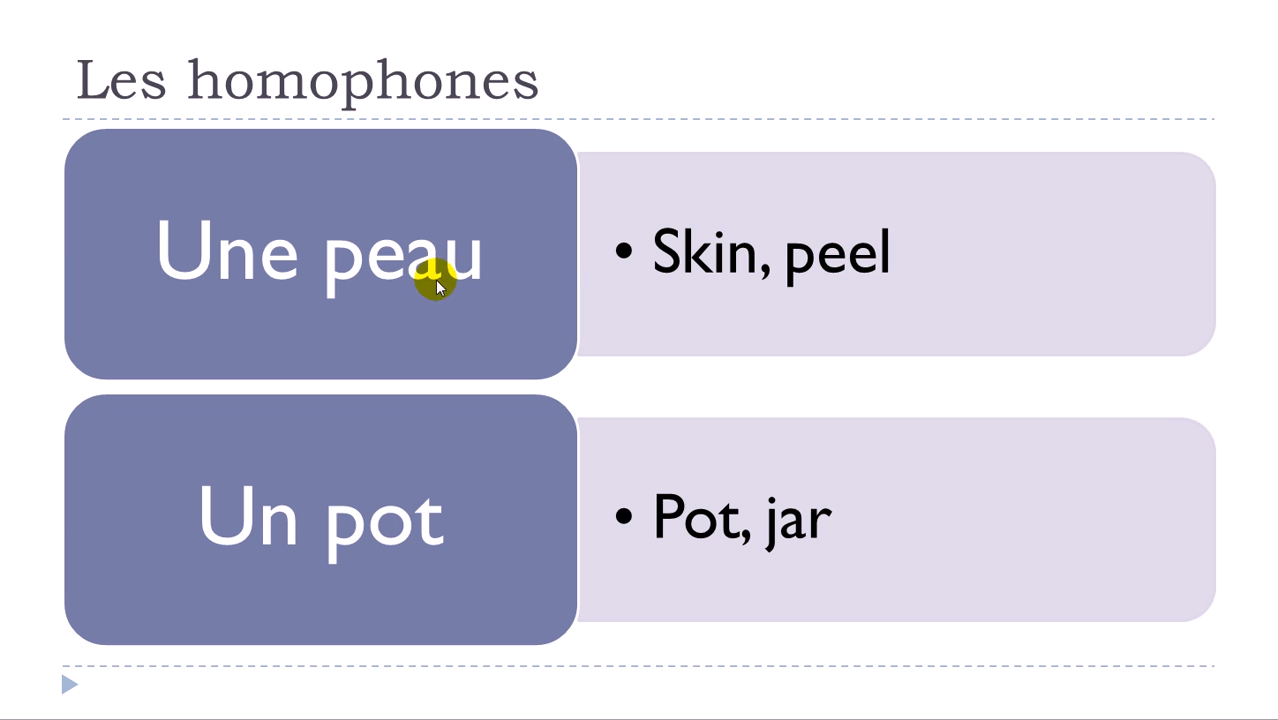 Les homophones
Une peau
• Skin, peel
Un pot
• Pot, jar